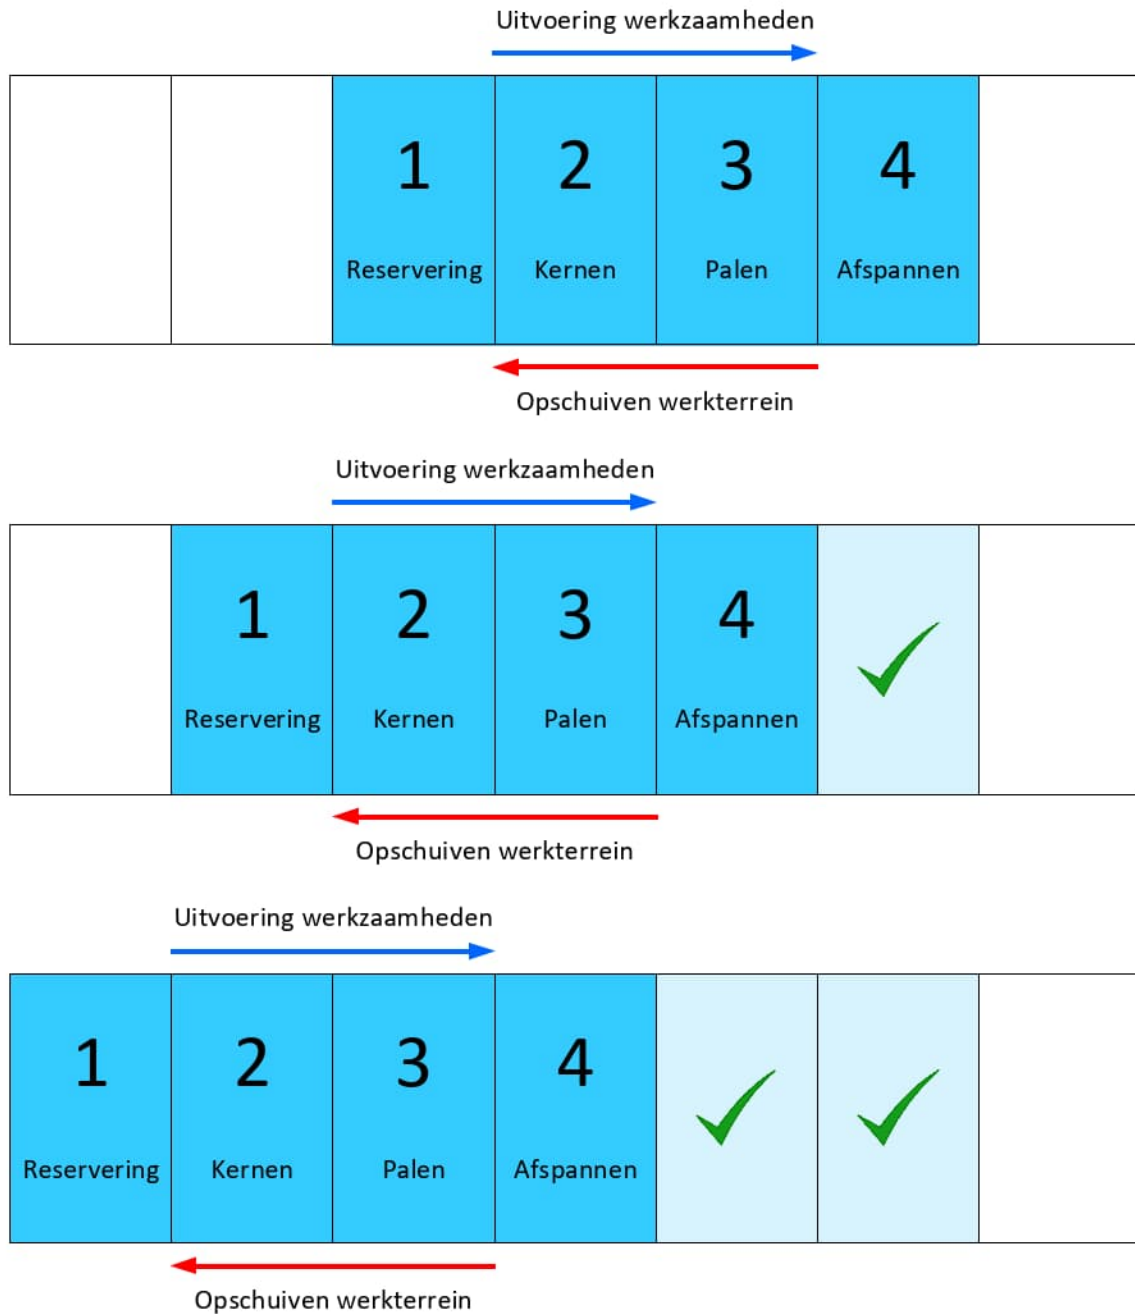 Uitvoering werkzaamheden
1 2 3 4
Reservering Kernen Palen Afspannen
Opschuiven werkterrein
Uitvoering werkzaamheden
1 2 3 4
Reservering Kernen Palen Afspannen
Opschuiven werkterrein
Uitvoering werkzaamheden
1 2 3 4
Reservering Kernen Palen Afspannen
Opschuiven werkterrein